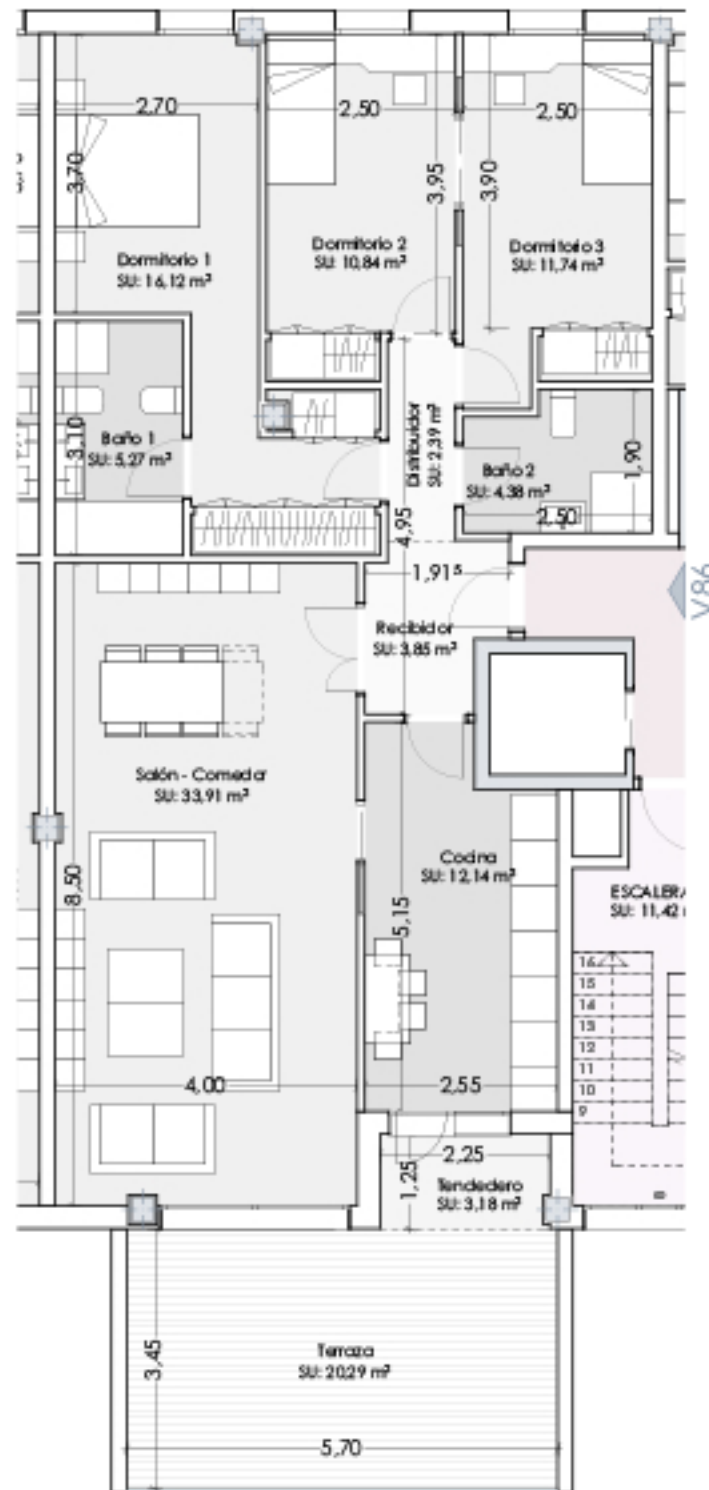 2,70
2,50
2,50
3,70
3,95
3,90
Dormitorio 1
SU: 16,12 m²
Dormitorio 2
SU: 10,84 m²
Dormitorio 3
SU: 11,74 m²
Baño 1
SU: 5,27 m²
3,10
Distribuidor
SU: 2,39 m²
Baño 2
SU: 4,38 m²
1,90
2,50
4,95
1,91⁵
V86
Recibidor
SU: 3,85 m²
Salón - Comedor
SU: 33,91 m²
8,50
Cocina
SU: 12,14 m²
5,15
ESCALERA
SU: 11,42
16
15
14
13
12
11
10
9
4,00
2,55
2,25
1,25
Tendedero
SU: 3,18 m²
Terraza
SU: 20,29 m²
3,45
5,70